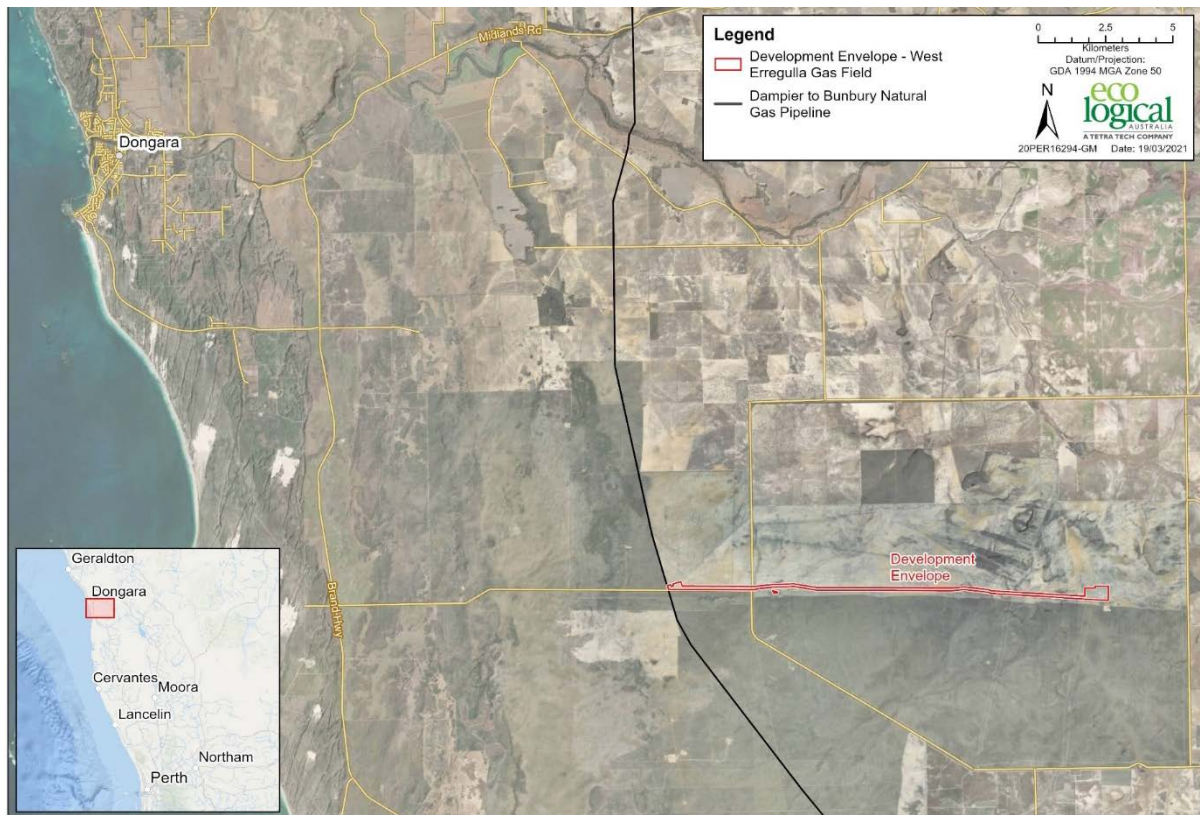 Midlands Rd
Dongara
Legend
Development Envelope - West
Erregulla Gas Field
Dampier to Bunbury Natural
Gas Pipeline
0 2.5 5
Kilometers
Datum/Projection:
GDA 1994 MGA Zone 50
N
eco
logical
AUSTRALIA
A TETRA TECH COMPANY
20PER16294-GM Date: 19/03/2021
Development
Envelope
Brand Hwy
Geraldton
Dongara
Cervantes
Moora
Lancelin
Northam
Perth